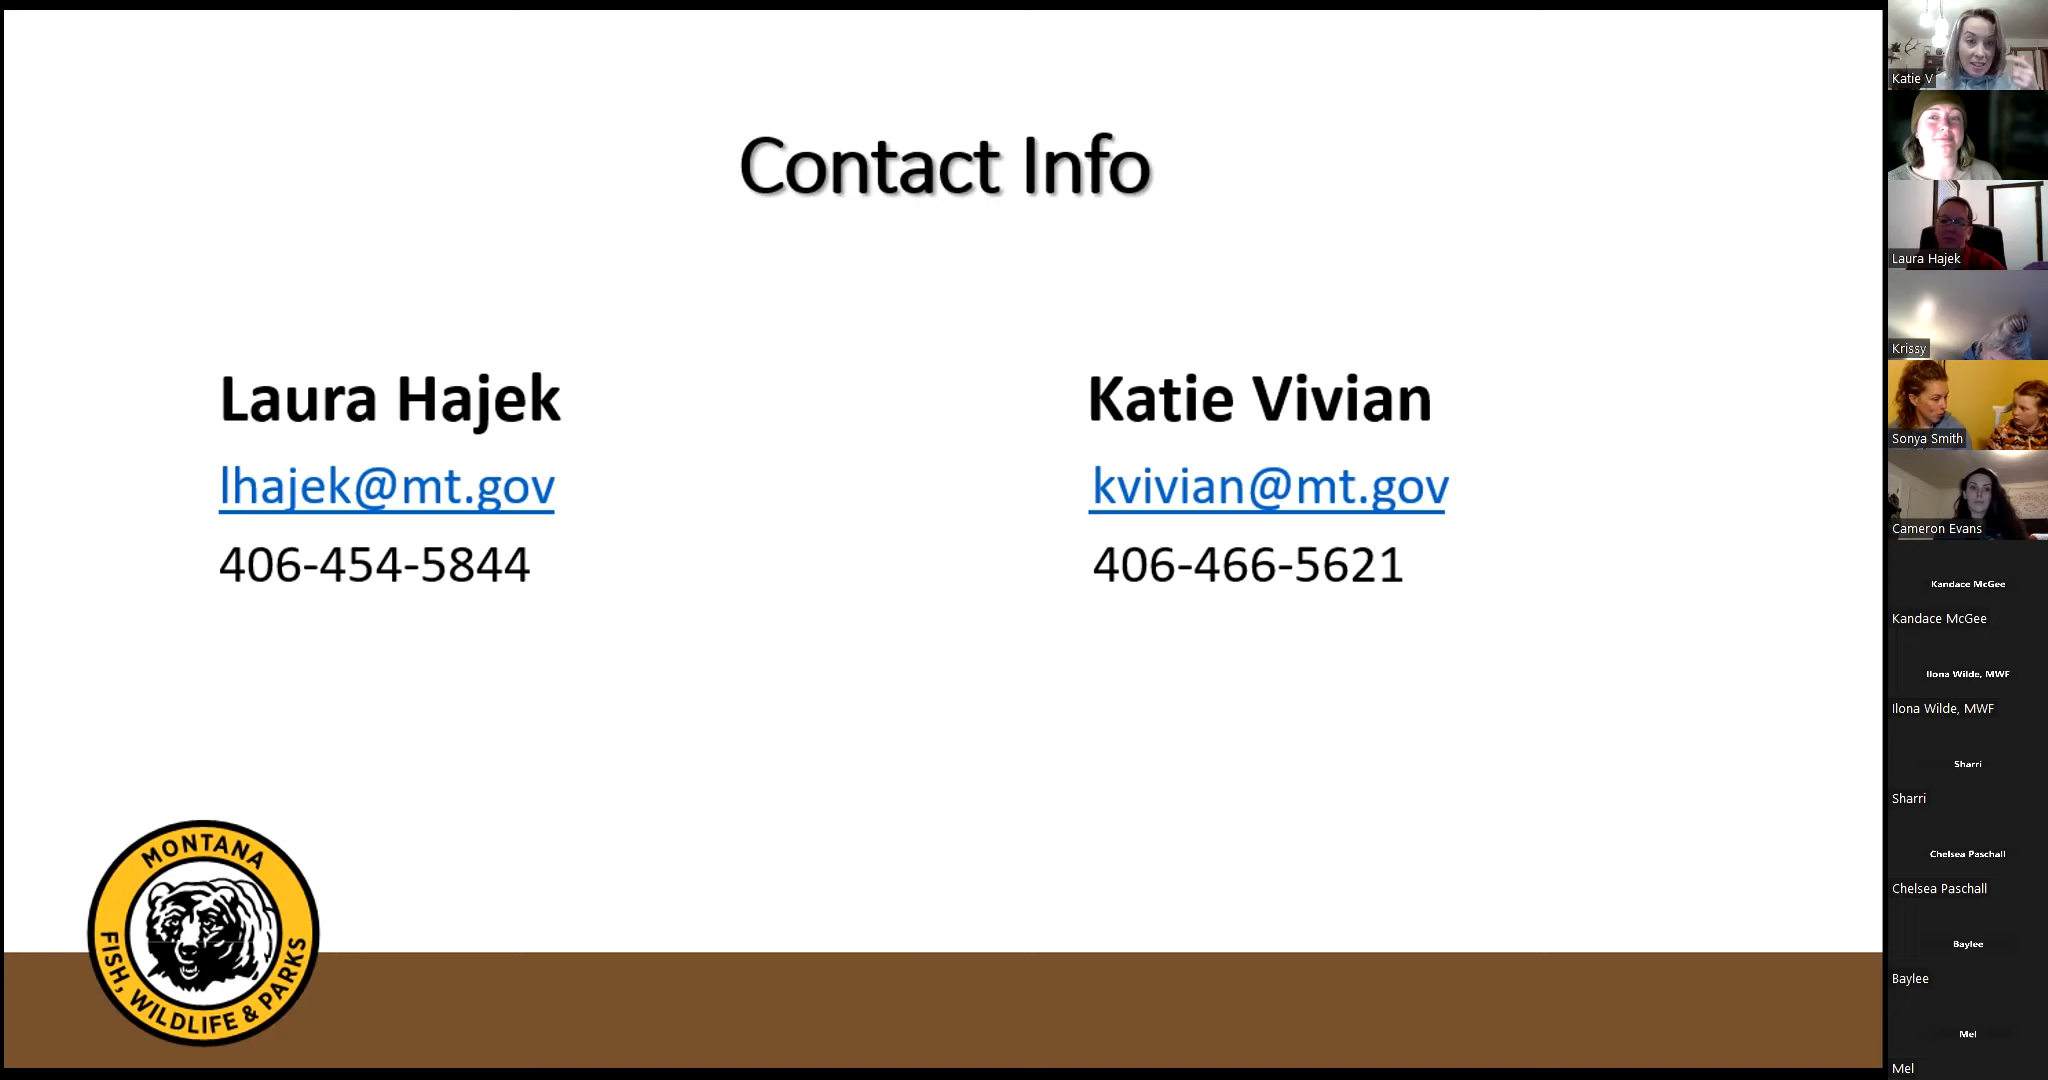 Contact Info
Laura Hajek
lhajek@mt.gov
406-454-5844
Katie Vivian
kvivian@mt.gov
406-466-5621
MONTANA
FISH, WILDLIFE & PARKS
Katie V
Laura Hajek
Krissy
Sonya Smith
Cameron Evans
Kandace McGee
Kandace McGee
Ilona Wilde, MWF
Ilona Wilde, MWF
Sharri
Sharri
Chelsea Paschall
Chelsea Paschall
Baylee
Baylee
Mel
Mel